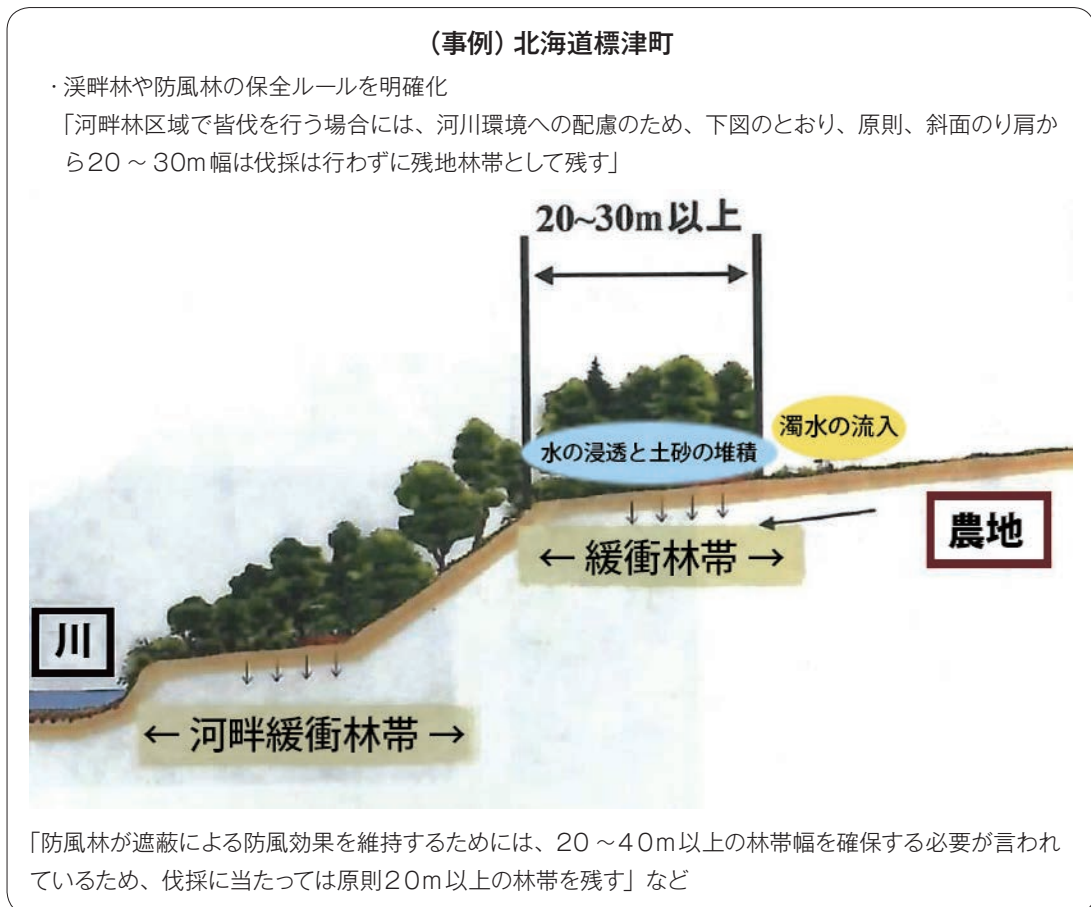 （事例）北海道標津町
・渓畔林や防風林の保全ルールを明確化
「河畔林区域で皆伐を行う場合には、河川環境への配慮のため、下図のとおり、原則、斜面のり肩か
ら20～30m幅は伐採は行わずに残地林帯として残す」
20~30m以上
濁水の流入
水の浸透と土砂の堆積
農地
← 緩衝林帯 →
川
← 河畔緩衝林帯 →
「防風林が遮蔽による防風効果を維持するためには、20～40m以上の林帯幅を確保する必要が言われ
ているため、伐採に当たっては原則20m以上の林帯を残す」など